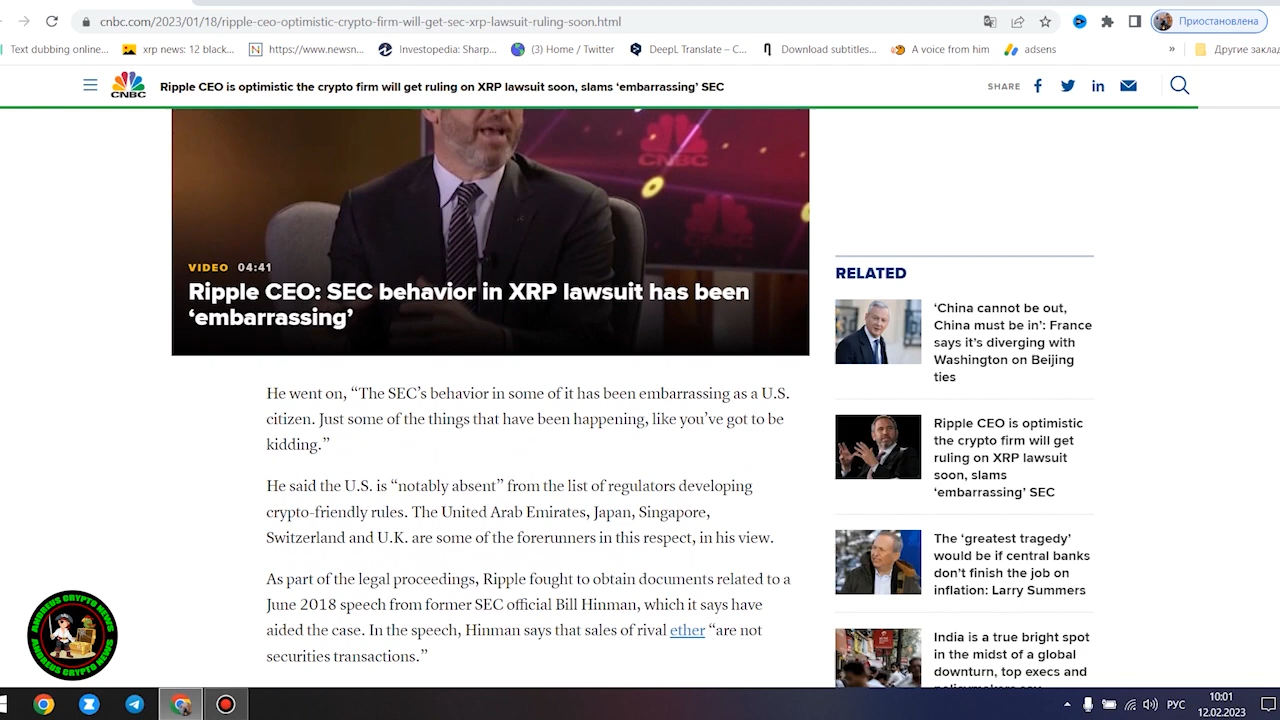 cnbc.com/2023/01/18/ripple-ceo-optimistic-crypto-firm-will-get-sec-xrp-lawsuit-ruling-soon.html
Приостановлена
Text dubbing online...
xrp news: 12 black...
https://www.newsn...
Investopedia: Sharp...
(3) Home / Twitter
DeepL Translate – C...
Download subtitles...
A voice from him
adsens
»
Другие закла
CNBC
Ripple CEO is optimistic the crypto firm will get ruling on XRP lawsuit soon, slams ‘embarrassing’ SEC
SHARE
CNBC
VIDEO 04:41
Ripple CEO: SEC behavior in XRP lawsuit has been
‘embarrassing’
He went on, “The SEC’s behavior in some of it has been embarrassing as a U.S.
citizen. Just some of the things that have been happening, like you’ve got to be
kidding.”
He said the U.S. is “notably absent” from the list of regulators developing
crypto-friendly rules. The United Arab Emirates, Japan, Singapore,
Switzerland and U.K. are some of the forerunners in this respect, in his view.
As part of the legal proceedings, Ripple fought to obtain documents related to a
June 2018 speech from former SEC official Bill Hinman, which it says have
aided the case. In the speech, Hinman says that sales of rival ether “are not
securities transactions.”
RELATED
‘China cannot be out,
China must be in’: France
says it’s diverging with
Washington on Beijing
ties
Ripple CEO is optimistic
the crypto firm will get
ruling on XRP lawsuit
soon, slams
‘embarrassing’ SEC
The ‘greatest tragedy’
would be if central banks
don’t finish the job on
inflation: Larry Summers
India is a true bright spot
in the midst of a global
downturn, top execs and
ANDREUS CRYPTO NEWS
ANDREUS CRYPTO NEWS
РУС
10:01
12.02.2023